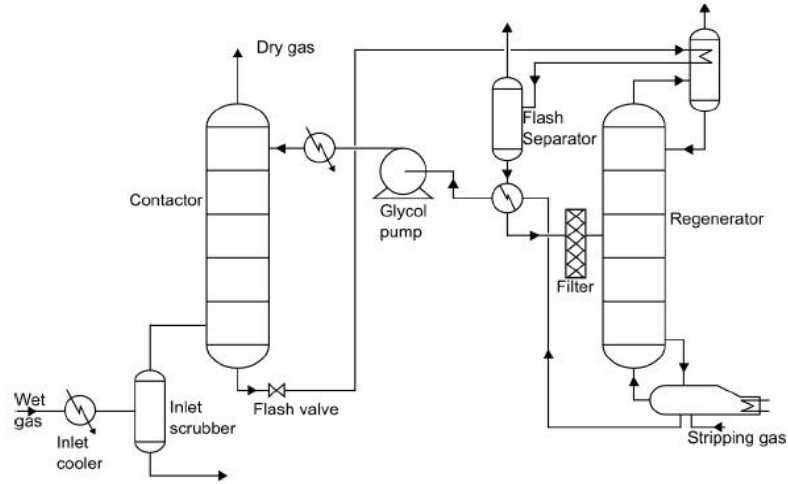 Dry gas
Flash
Separator
Contactor
Glycol
pump
Regenerator
Filter
Wet
gas
Inlet
cooler
Inlet
scrubber
Flash valve
Stripping gas